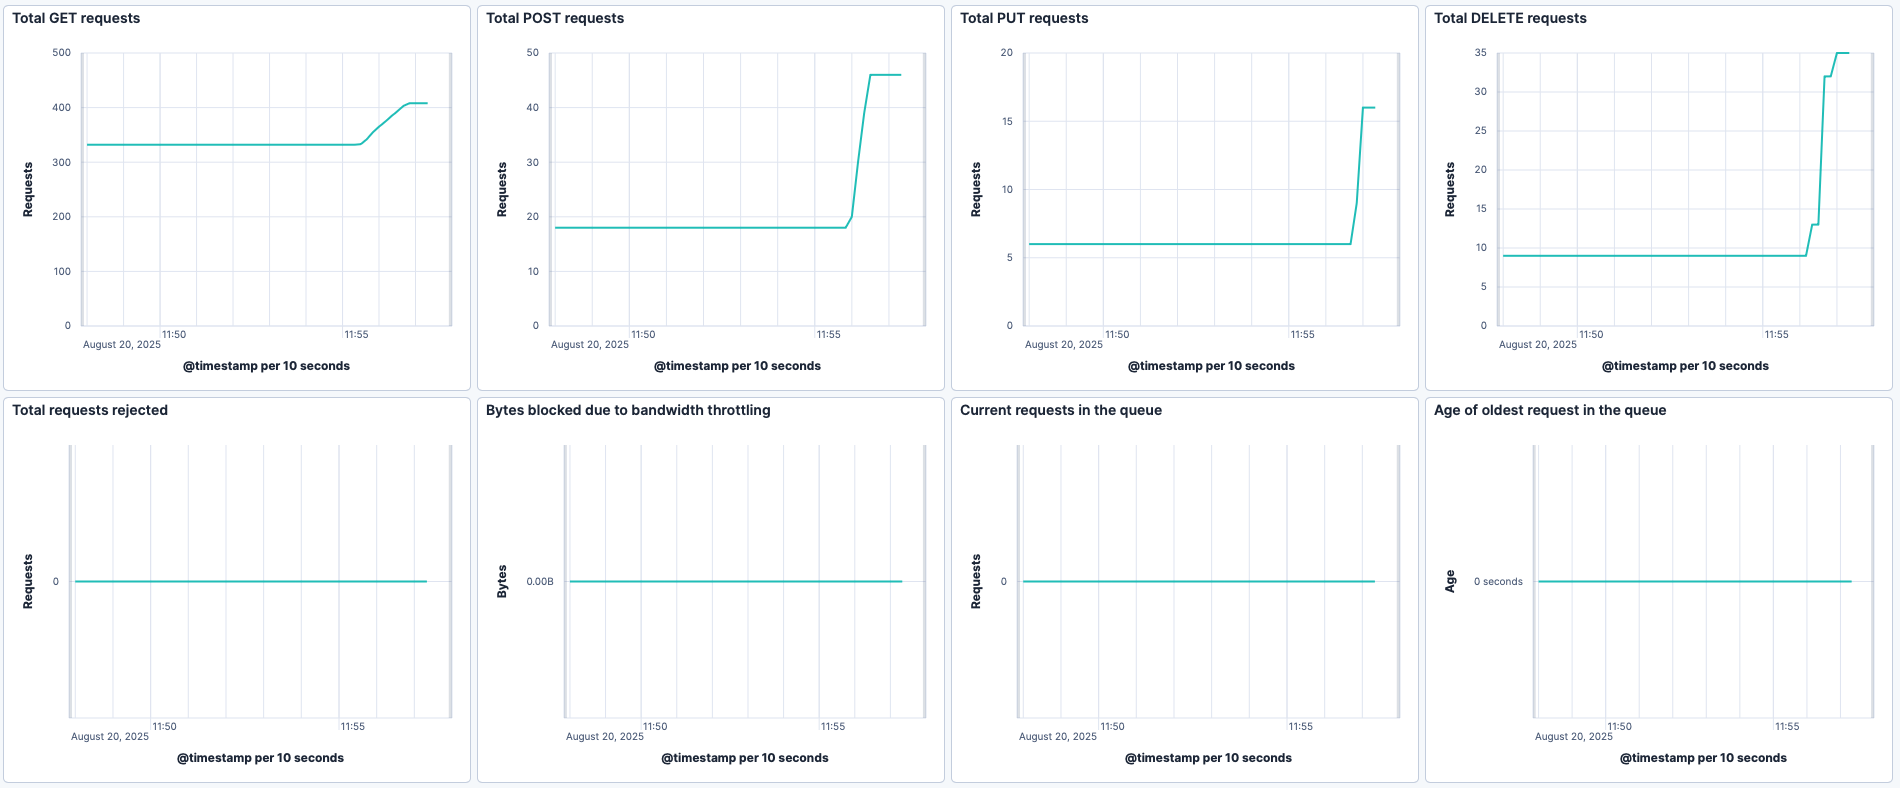 Total GET requests
500
400
300
200
100
0
Requests
11:50
11:55
August 20, 2025
@timestamp per 10 seconds
Total POST requests
50
40
30
20
10
0
Requests
11:50
11:55
August 20, 2025
@timestamp per 10 seconds
Total PUT requests
20
15
10
5
0
Requests
11:50
11:55
August 20, 2025
@timestamp per 10 seconds
Total DELETE requests
35
30
25
20
15
10
5
0
Requests
11:50
11:55
August 20, 2025
@timestamp per 10 seconds
Total requests rejected
0
Requests
11:50
11:55
August 20, 2025
@timestamp per 10 seconds
Bytes blocked due to bandwidth throttling
0.00B
Bytes
11:50
11:55
August 20, 2025
@timestamp per 10 seconds
Current requests in the queue
0
Requests
11:50
11:55
August 20, 2025
@timestamp per 10 seconds
Age of oldest request in the queue
0 seconds
Age
11:50
11:55
August 20, 2025
@timestamp per 10 seconds